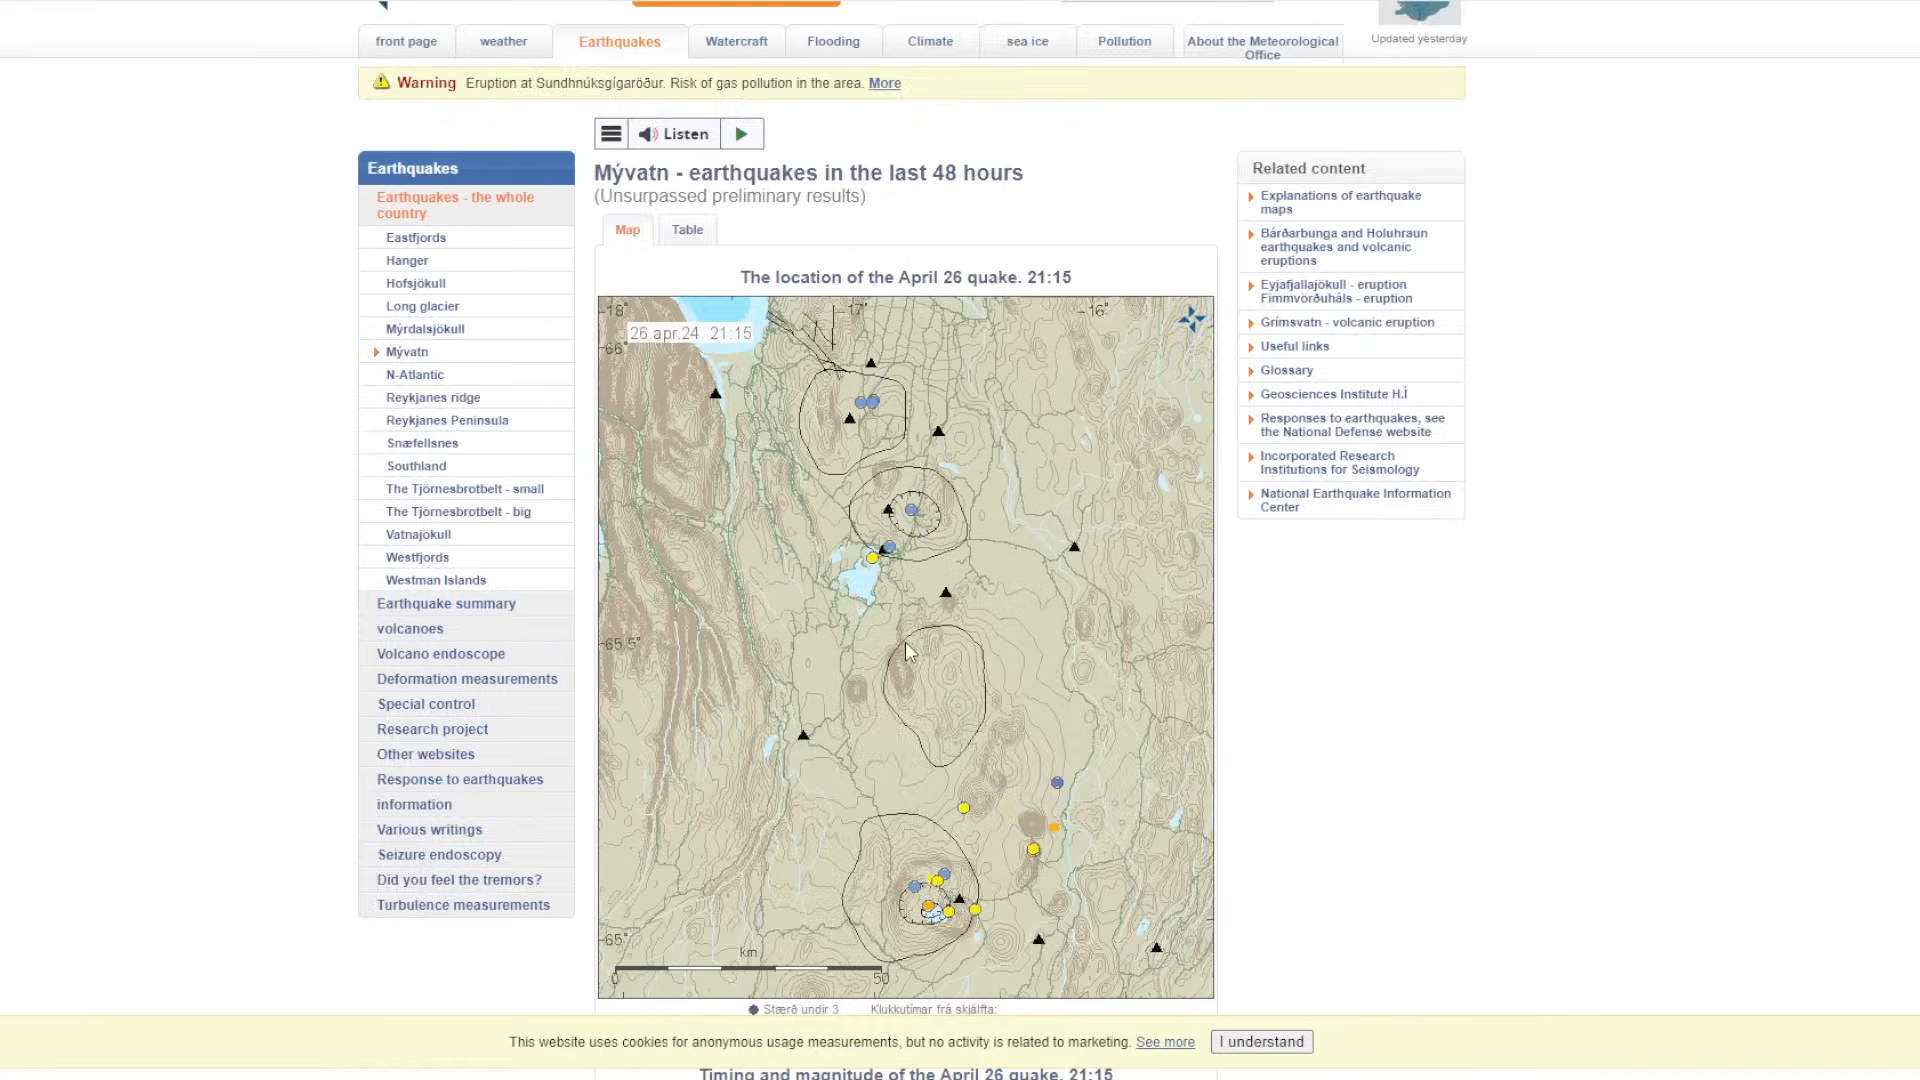 front page
weather
Earthquakes
Watercraft
Flooding
Climate
sea ice
Pollution
About the Meteorological
Office
Updated yesterday
Warning Eruption at Sundhnúksgígaröður. Risk of gas pollution in the area. More
Listen
Earthquakes
Earthquakes - the whole
country
Eastfjords
Hanger
Hofsjökull
Long glacier
Mýrdalsjökull
Mývatn
N-Atlantic
Reykjanes ridge
Reykjanes Peninsula
Snæfellsnes
Southland
The Tjörnesbrotbelt - small
The Tjörnesbrotbelt - big
Vatnajökull
Westfjords
Westman Islands
Earthquake summary
volcanoes
Volcano endoscope
Deformation measurements
Special control
Research project
Other websites
Response to earthquakes
information
Various writings
Seizure endoscopy
Did you feel the tremors?
Turbulence measurements
Mývatn - earthquakes in the last 48 hours
(Unsurpassed preliminary results)
Map
Table
The location of the April 26 quake. 21:15
-18°
-17°
-16°
26.apr.24 21:15
66°
65.5°
65°
km
0
50
Stærð undir 3
Klukkutímar frá skjálfta:
Related content
Explanations of earthquake
maps
Bárðarbunga and Holuhraun
earthquakes and volcanic
eruptions
Eyjafjallajökull - eruption
Fimmvörðuháls - eruption
Grímsvatn - volcanic eruption
Useful links
Glossary
Geosciences Institute H.Í
Responses to earthquakes, see
the National Defense website
Incorporated Research
Institutions for Seismology
National Earthquake Information
Center
This website uses cookies for anonymous usage measurements, but no activity is related to marketing. See more
I understand
Timing and magnitude of the April 26 quake. 21:15